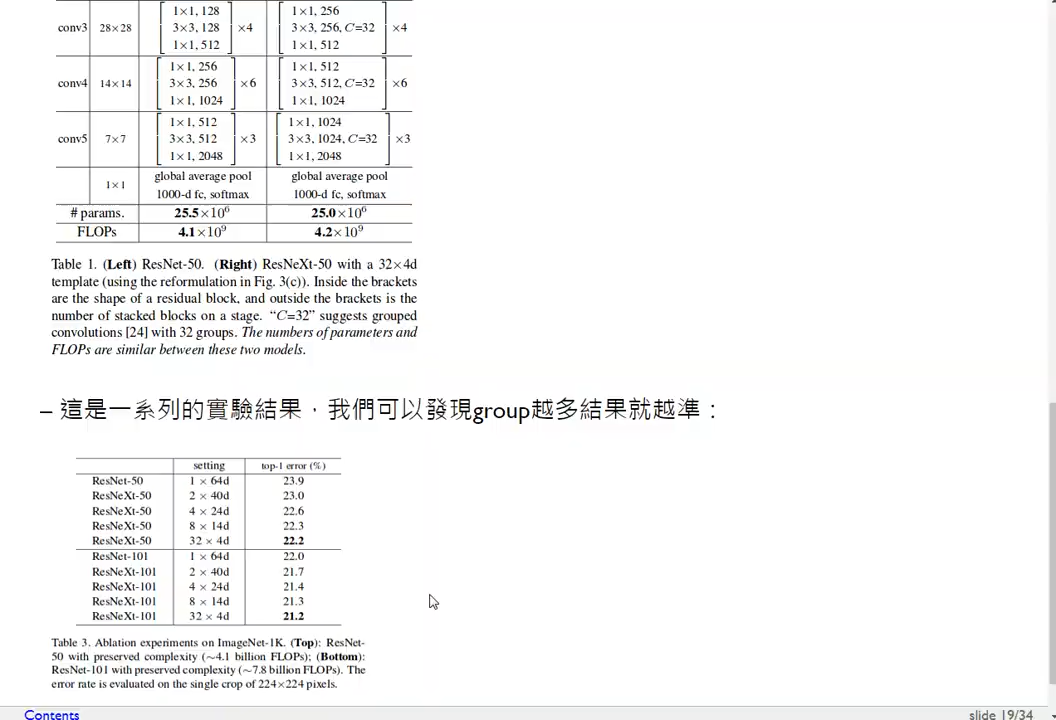 conv3 28×28 1×1, 128 3×3, 128 1×1, 512 ×4 1×1, 256 3×3, 256, C=32 1×1, 512 ×4
conv4 14×14 1×1, 256 3×3, 256 1×1, 1024 ×6 1×1, 512 3×3, 512, C=32 1×1, 1024 ×6
conv5 7×7 1×1, 512 3×3, 512 1×1, 2048 ×3 1×1, 1024 3×3, 1024, C=32 1×1, 2048 ×3
1×1 global average pool 1000-d fc, softmax global average pool 1000-d fc, softmax
# params. 25.5×10⁶ 25.0×10⁶
FLOPs 4.1×10⁹ 4.2×10⁹
Table 1. (Left) ResNet-50. (Right) ResNeXt-50 with a 32×4d
template (using the reformulation in Fig. 3(c)). Inside the brackets
are the shape of a residual block, and outside the brackets is the
number of stacked blocks on a stage. “C=32” suggests grouped
convolutions [24] with 32 groups. The numbers of parameters and
FLOPs are similar between these two models.
– 這是一系列的實驗結果，我們可以發現group越多結果就越準：
setting top-1 error (%)
ResNet-50 1 × 64d 23.9
ResNeXt-50 2 × 40d 23.0
ResNeXt-50 4 × 24d 22.6
ResNeXt-50 8 × 14d 22.3
ResNeXt-50 32 × 4d 22.2
ResNet-101 1 × 64d 22.0
ResNeXt-101 2 × 40d 21.7
ResNeXt-101 4 × 24d 21.4
ResNeXt-101 8 × 14d 21.3
ResNeXt-101 32 × 4d 21.2
Table 3. Ablation experiments on ImageNet-1K. (Top): ResNet-
50 with preserved complexity (~4.1 billion FLOPs); (Bottom):
ResNet-101 with preserved complexity (~7.8 billion FLOPs). The
error rate is evaluated on the single crop of 224×224 pixels.
Contents slide 19/34